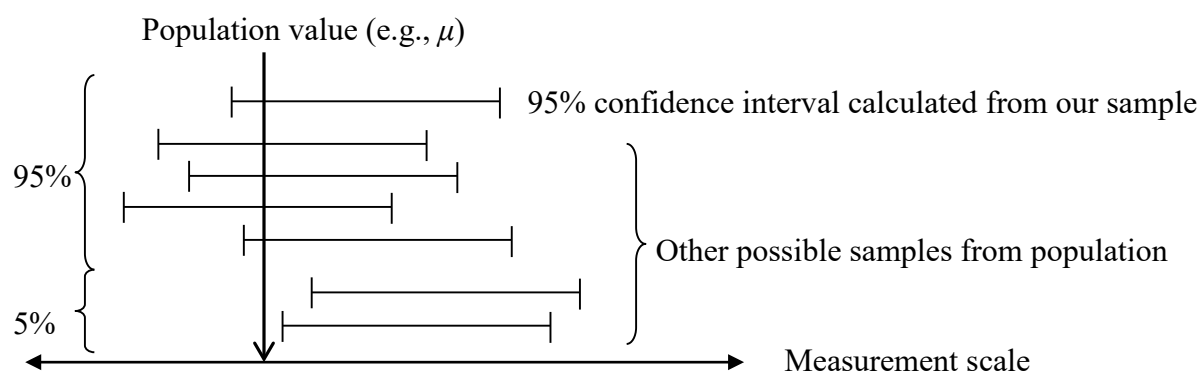 Population value (e.g., μ)
95% confidence interval calculated from our sample
95%
Other possible samples from population
5%
Measurement scale